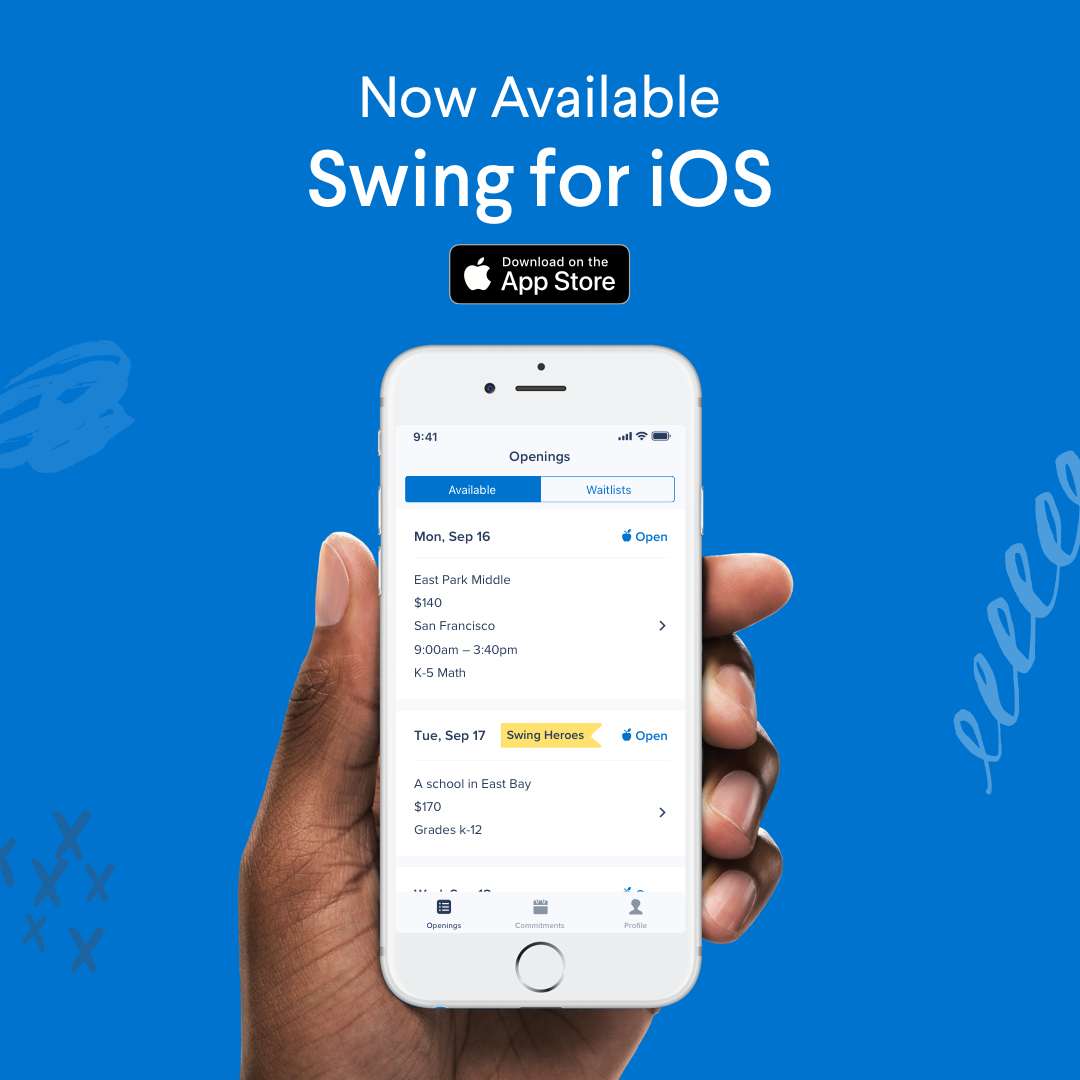 Now Available
Swing for iOS
Download on the
App Store
9:41
Openings
Available
Waitlists
Mon, Sep 16
Open
East Park Middle
$140
San Francisco
9:00am – 3:40pm
K-5 Math
Tue, Sep 17
Swing Heroes
Open
A school in East Bay
$170
Grades k-12
Openings
Commitments
Profile